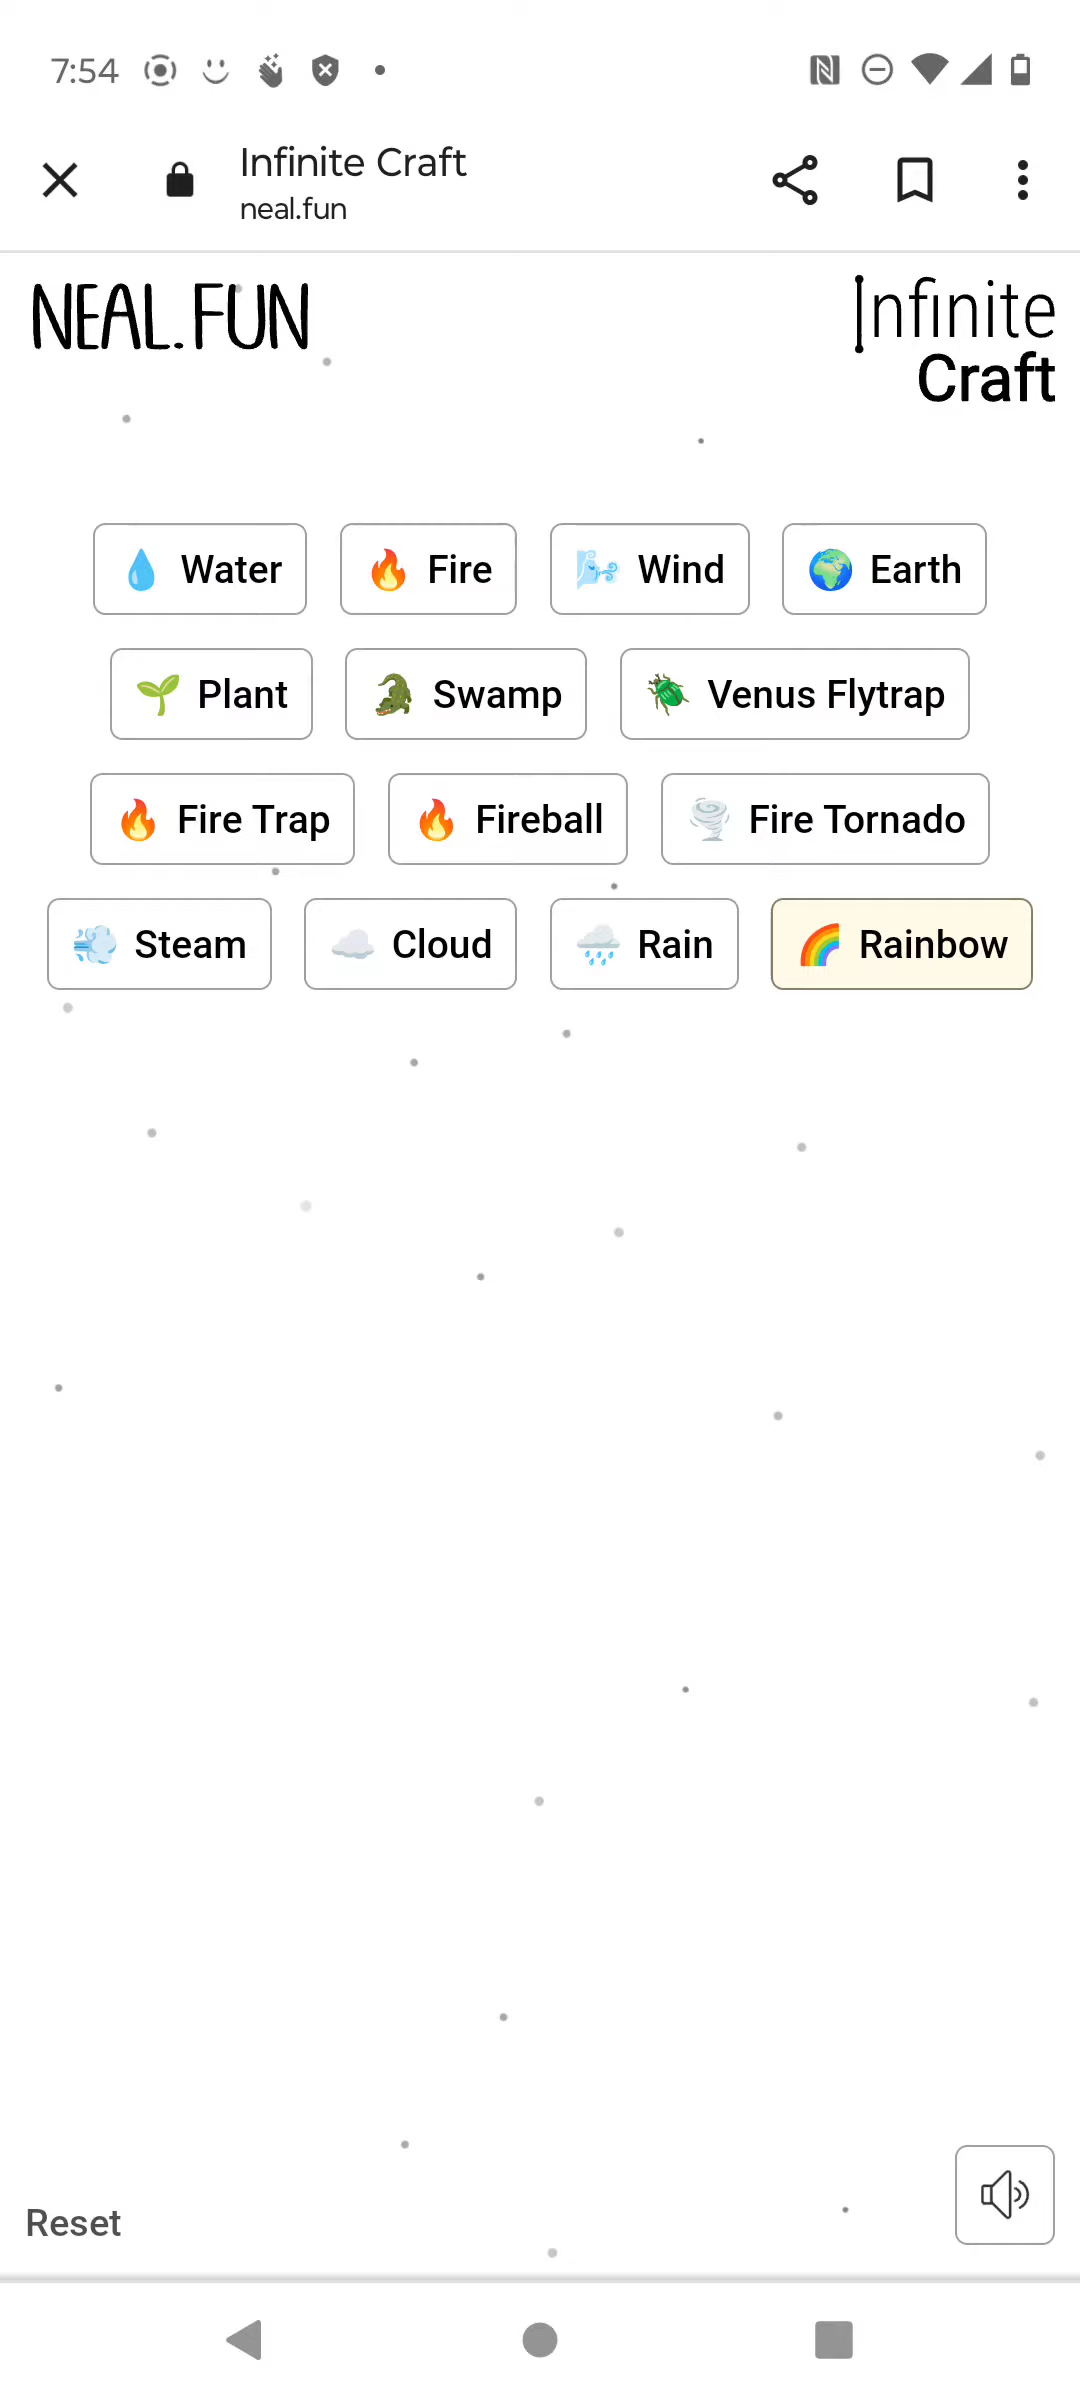 7:54
Infinite Craft
neal.fun
NEAL.FUN
Infinite
Craft
Water Fire Wind Earth
Plant Swamp Venus Flytrap
Fire Trap Fireball Fire Tornado
Steam Cloud Rain Rainbow
Reset